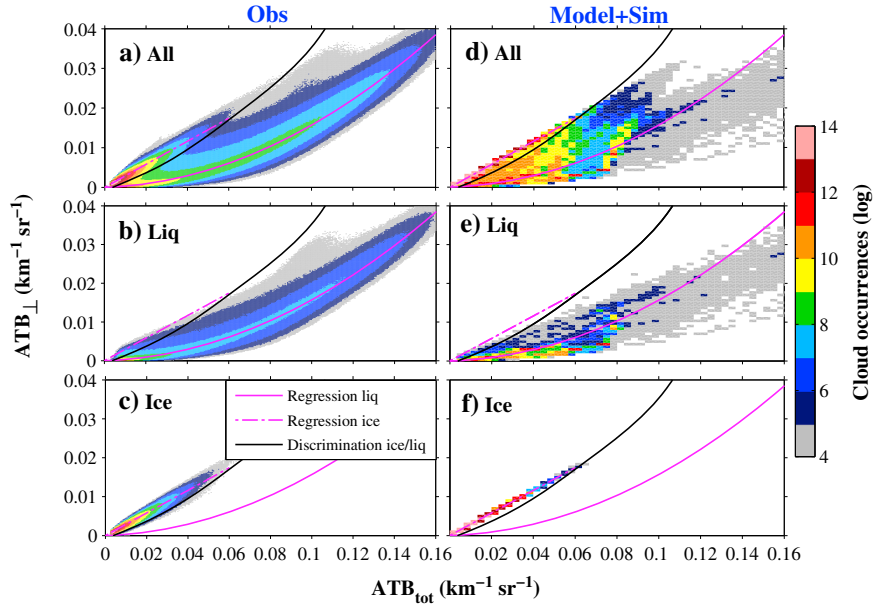 Obs
Model+Sim
0.04
0.03
0.02
0.01
0
a) All
d) All
0.04
0.03
0.02
0.01
0
b) Liq
e) Liq
0.04
0.03
0.02
0.01
0
c) Ice
f) Ice
Regression liq
Regression ice
Discrimination ice/liq
0 0.02 0.04 0.06 0.08 0.1 0.12 0.14 0.16
0.02 0.04 0.06 0.08 0.1 0.12 0.14 0.16
ATB⊥ (km⁻¹ sr⁻¹)
ATBtot (km⁻¹ sr⁻¹)
14
12
10
8
6
4
Cloud occurrences (log)